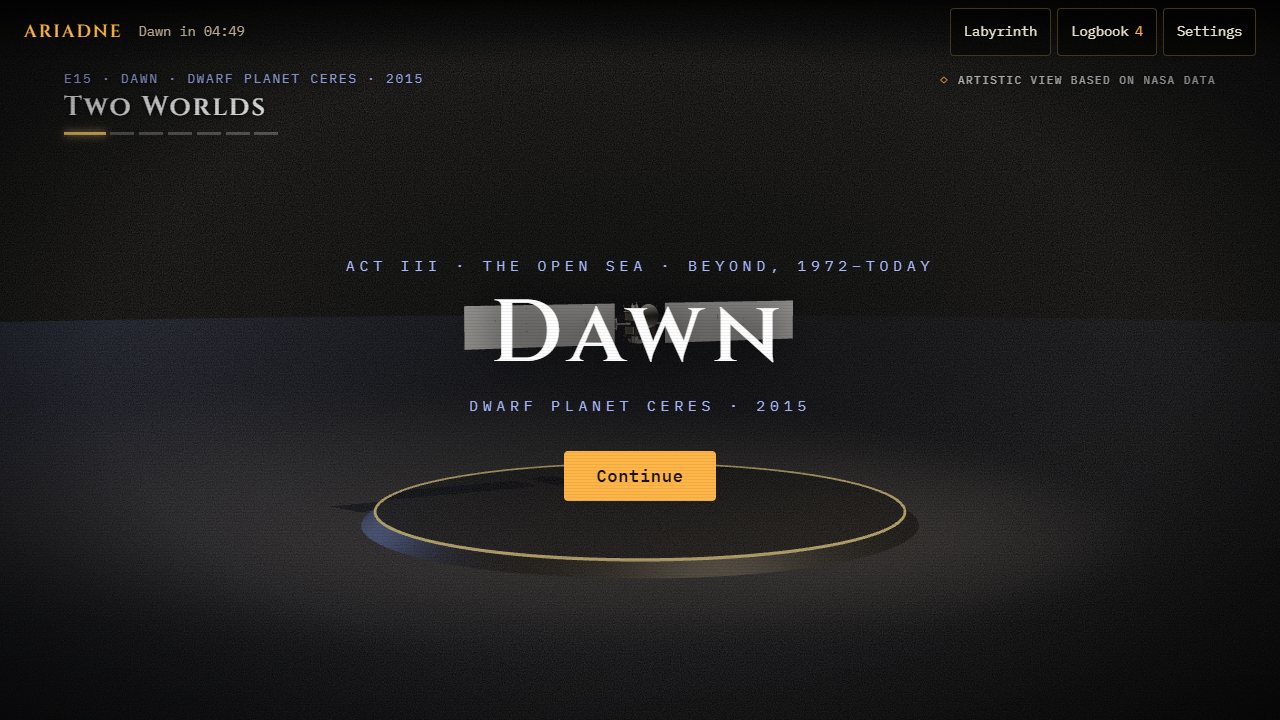 ARIADNE Dawn in 04:49 Labyrinth Logbook 4 Settings
E15 · DAWN · DWARF PLANET CERES · 2015
◇ ARTISTIC VIEW BASED ON NASA DATA
Two Worlds
ACT III · THE OPEN SEA · BEYOND, 1972–TODAY
Dawn
DWARF PLANET CERES · 2015
Continue